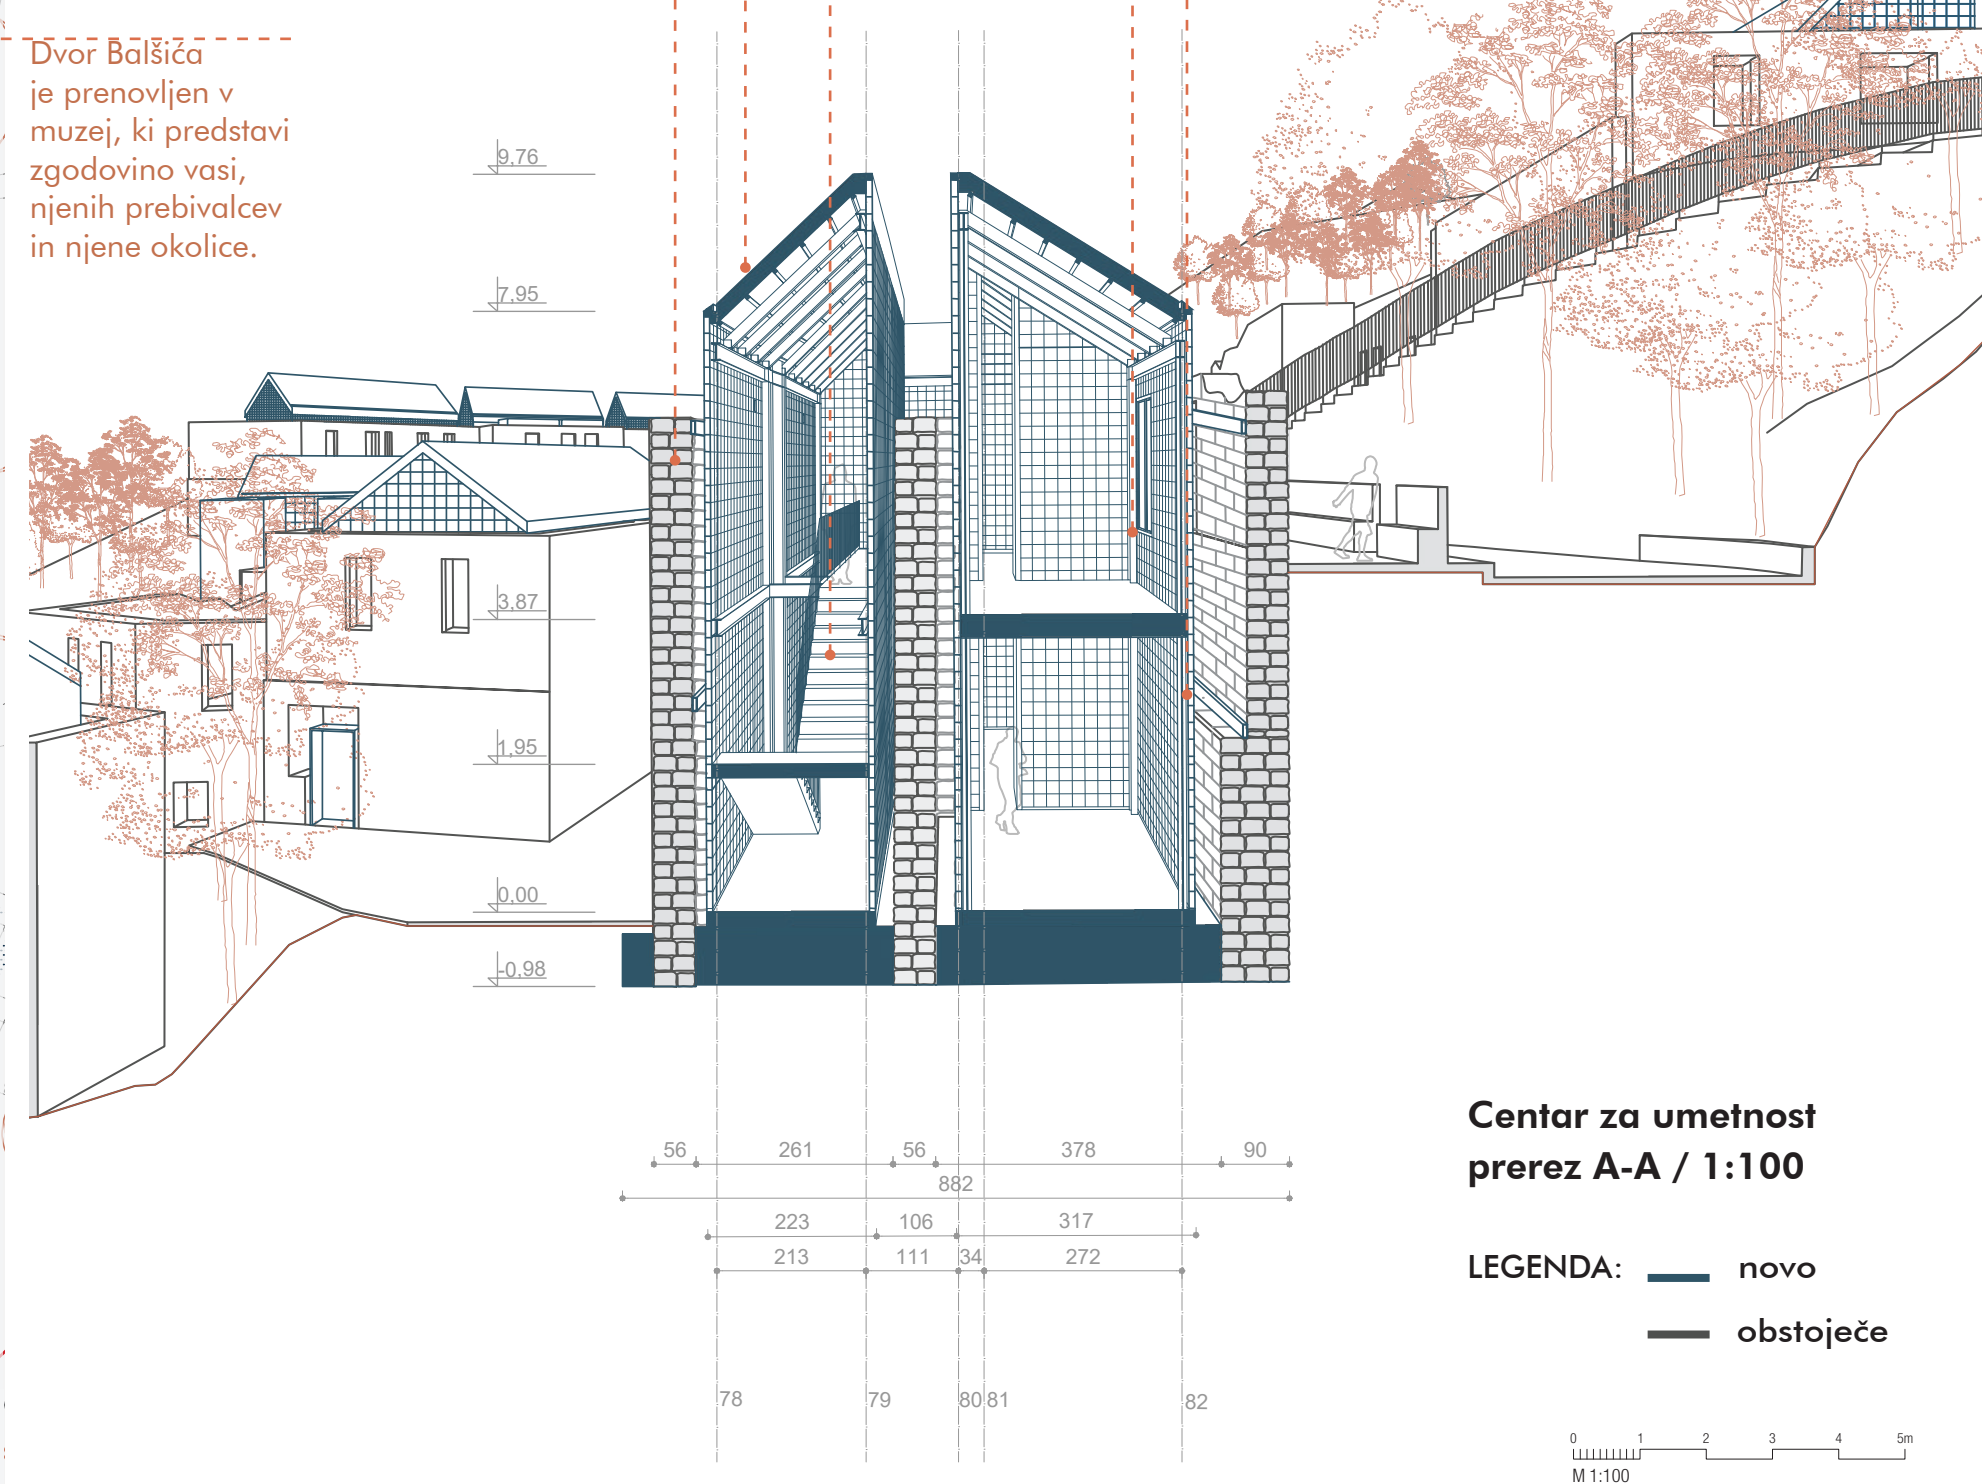 Dvor Balšića
je prenovljen v
muzej, ki predstavi
zgodovino vasi,
njenih prebivalcev
in njene okolice.
9,76
7,95
3,87
1,95
0,00
-0,98
56 261 56 378 90
882
223 106 317
213 111 34 272
78 79 80 81 82
Centar za umetnost
prerez A-A / 1:100
LEGENDA: novo
obstoječe
0 1 2 3 4 5m
M 1:100